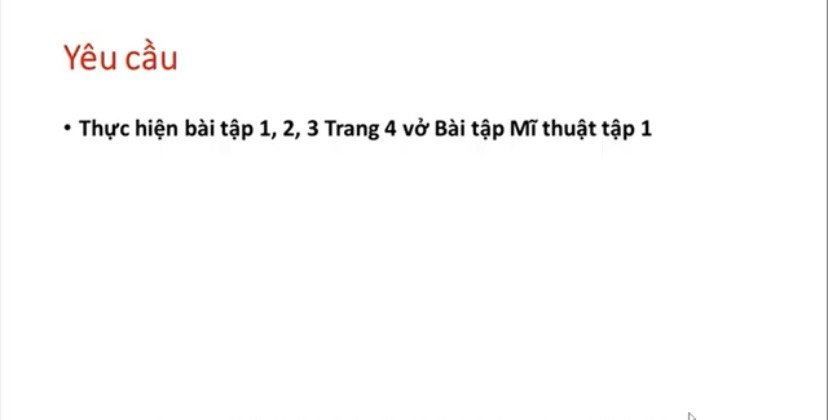 Yêu cầu
• Thực hiện bài tập 1, 2, 3 Trang 4 vở Bài tập Mĩ thuật tập 1